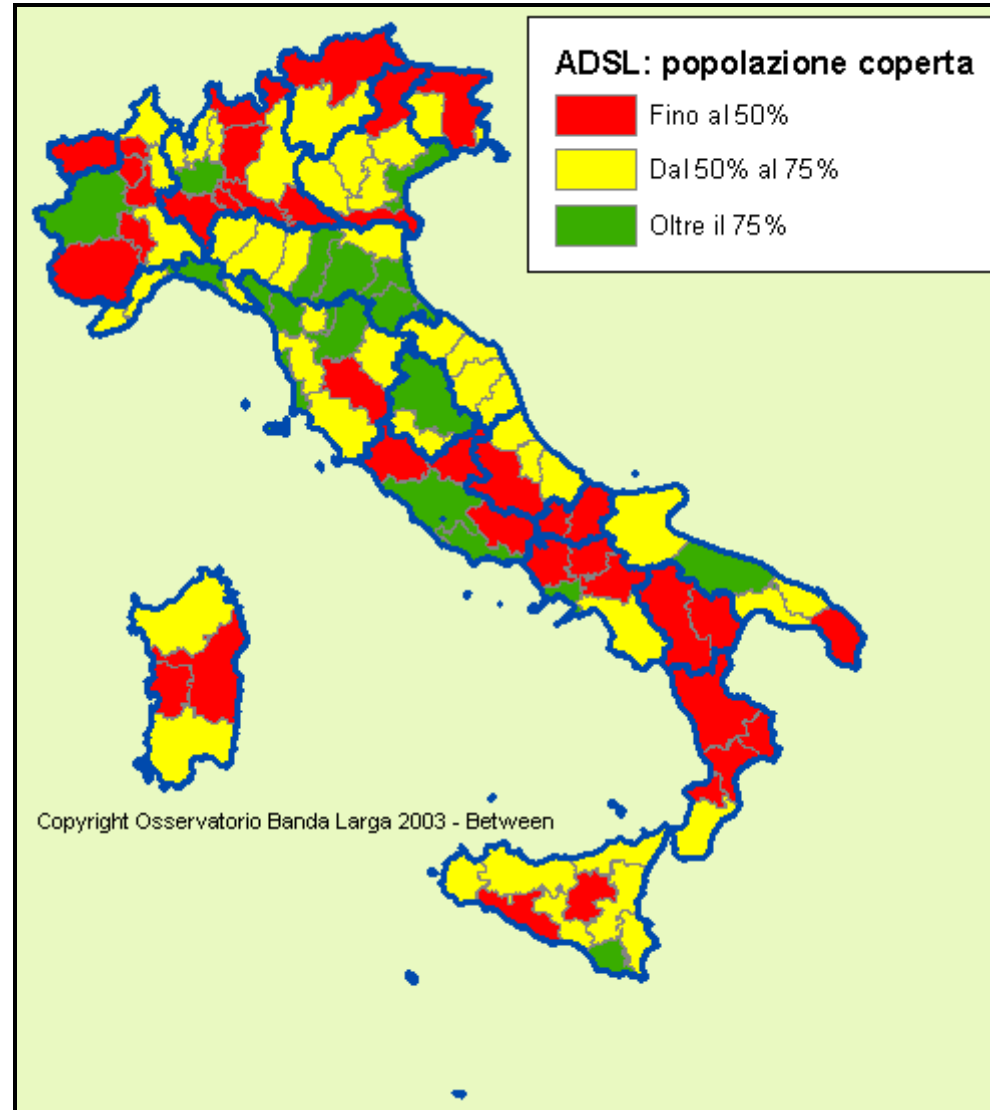 ADSL: popolazione coperta
Fino al 50%
Dal 50% al 75%
Oltre il 75%
Copyright Osservatorio Banda Larga 2003 - Between